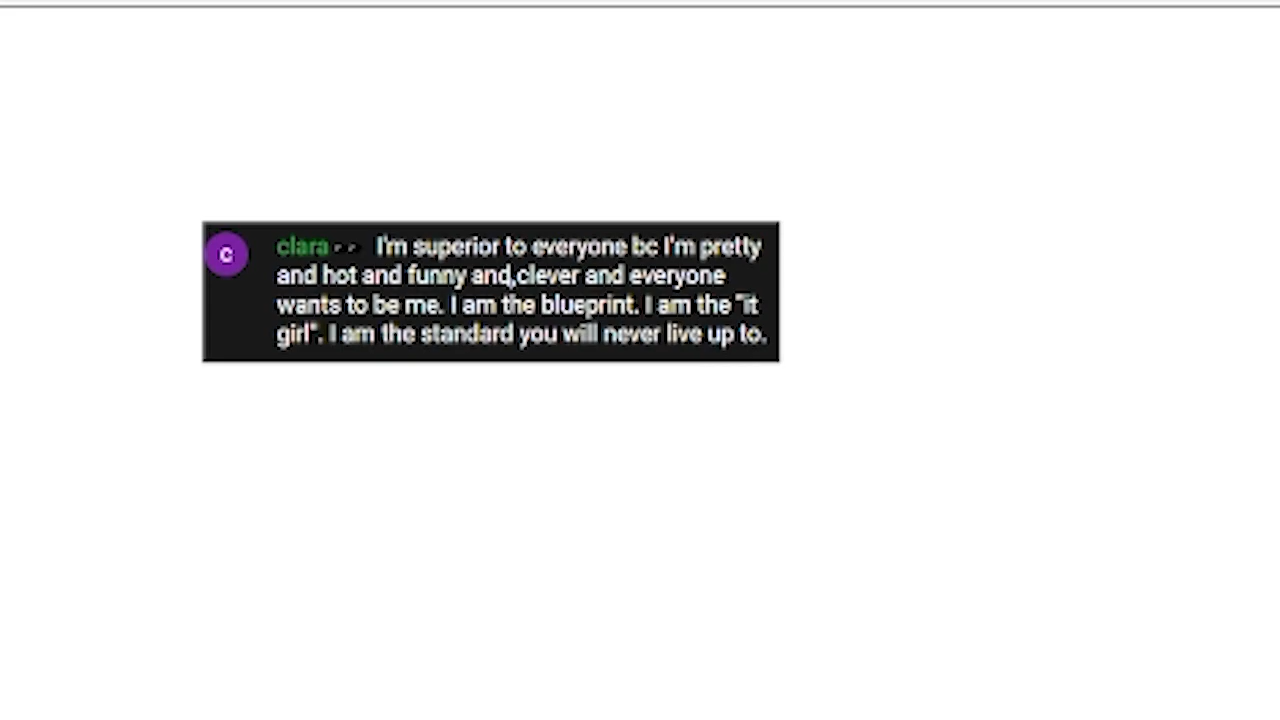 c
clara I'm superior to everyone bc I'm pretty
and hot and funny and,clever and everyone
wants to be me. I am the blueprint. I am the "it
girl". I am the standard you will never live up to.